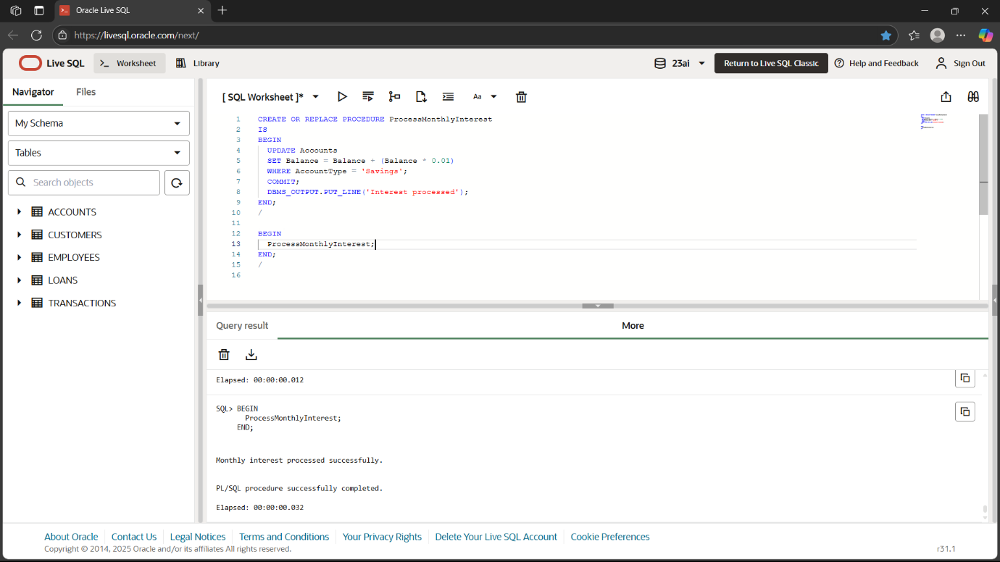 Oracle Live SQL
https://livesql.oracle.com/next/
Live SQL
Worksheet
Library
23ai
Return to Live SQL Classic
Help and Feedback
Sign Out
Navigator
Files
My Schema
Tables
Search objects
ACCOUNTS
CUSTOMERS
EMPLOYEES
LOANS
TRANSACTIONS
[ SQL Worksheet ]*
Aa
1 CREATE OR REPLACE PROCEDURE ProcessMonthlyInterest
2 IS
3 BEGIN
4 UPDATE Accounts
5 SET Balance = Balance + (Balance * 0.01)
6 WHERE AccountType = 'Savings';
7 COMMIT;
8 DBMS_OUTPUT.PUT_LINE('Interest processed');
9 END;
10 /
11
12 BEGIN
13 ProcessMonthlyInterest;
14 END;
15 /
16
Query result
More
Elapsed: 00:00:00.012
SQL> BEGIN
ProcessMonthlyInterest;
END;
Monthly interest processed successfully.
PL/SQL procedure successfully completed.
Elapsed: 00:00:00.032
About Oracle
Contact Us
Legal Notices
Terms and Conditions
Your Privacy Rights
Delete Your Live SQL Account
Cookie Preferences
Copyright © 2014, 2025 Oracle and/or its affiliates All rights reserved.
r31.1